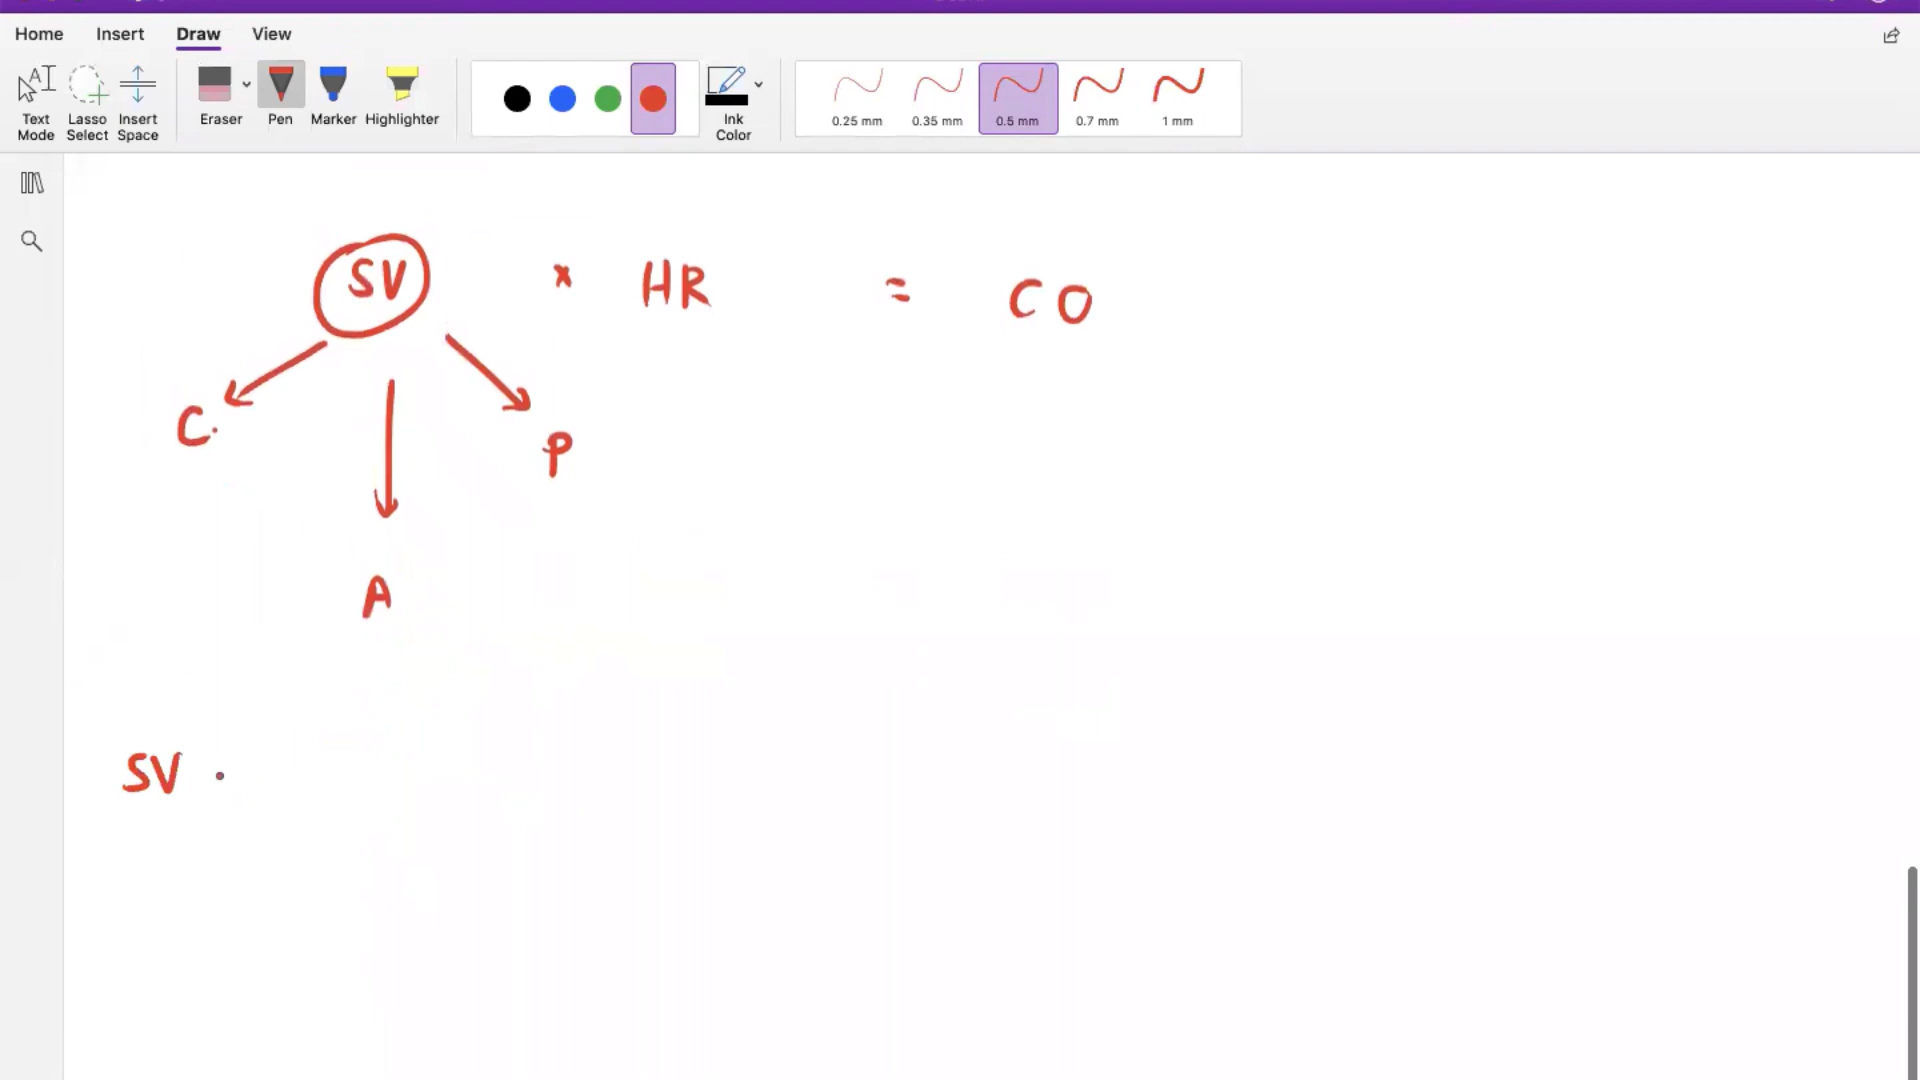 Home Insert Draw View
Text Mode Lasso Select Insert Space Eraser Pen Marker Highlighter Ink Color 0.25 mm 0.35 mm 0.5 mm 0.7 mm 1 mm
SV × HR = CO
C.
P
A
SV